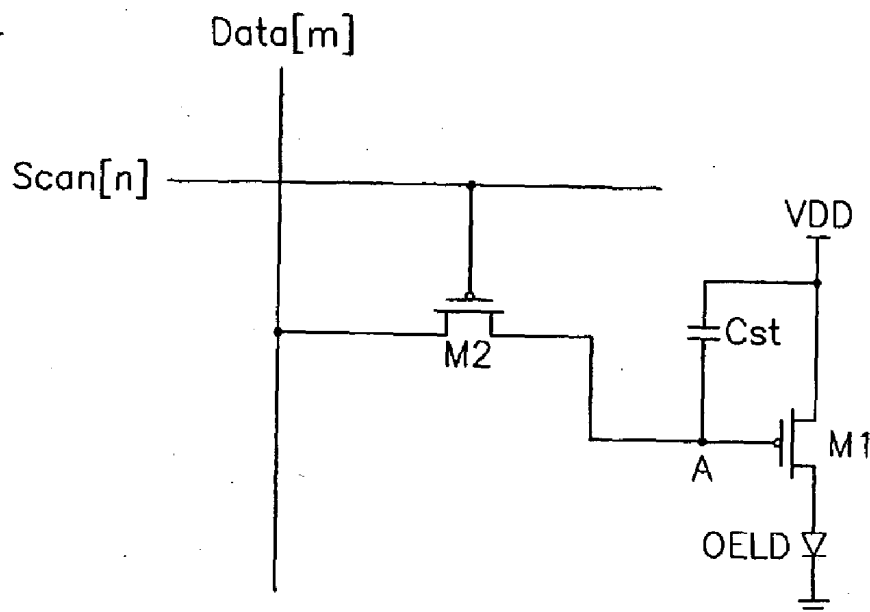 Data[m]
Scan[n]
VDD
Cst
M2
M1
A
OELD